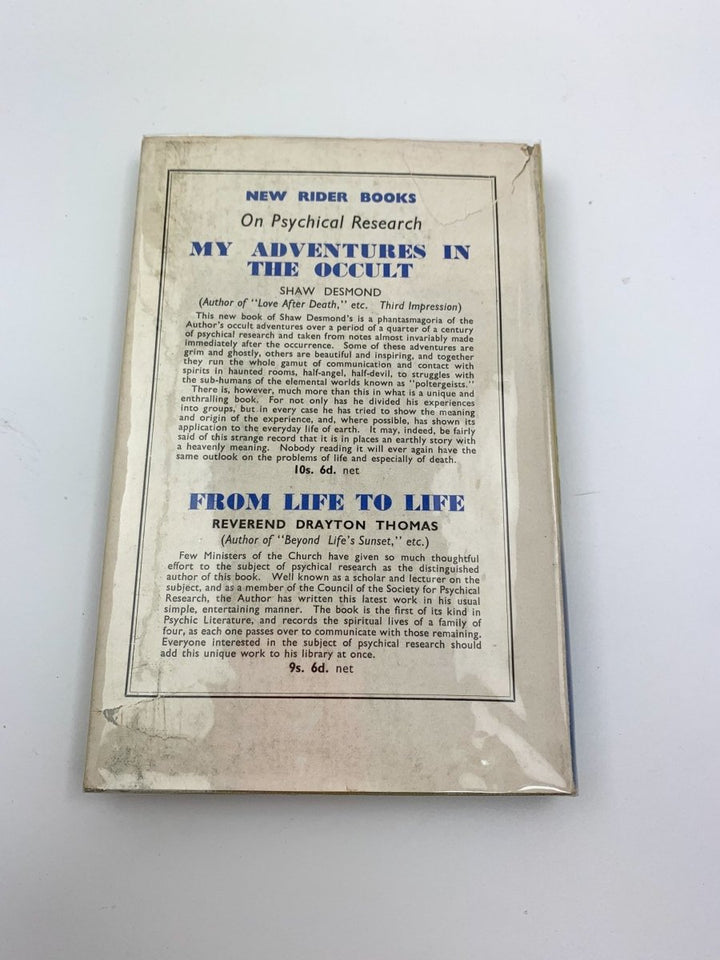 NEW RIDER BOOKS
On Psychical Research
MY ADVENTURES IN
THE OCCULT
SHAW DESMOND
(Author of "Love After Death," etc. Third Impression)
This new book of Shaw Desmond's is a phantasmagoria of the
Author's occult adventures over a period of a quarter of a century
of psychical research and taken from notes almost invariably made
immediately after the occurrence. Some of these adventures are
grim and ghostly, others are beautiful and inspiring, and together
they run the whole gamut of communication and contact with
spirits in haunted rooms, half-angel, half-devil, to struggles with
the sub-humans of the elemental worlds known as "poltergeists."
There is, however, much more than this in what is a unique and
enthralling book. For not only has he divided his experiences
into groups, but in every case he has tried to show the meaning
and origin of the experience, and, where possible, has shown its
application to the everyday life of earth. It may, indeed, be fairly
said of this strange record that it is in places an earthly story with
a heavenly meaning. Nobody reading it will ever again have the
same outlook on the problems of life and especially of death.
10s. 6d. net
FROM LIFE TO LIFE
REVEREND DRAYTON THOMAS
(Author of "Beyond Life's Sunset," etc.)
Few Ministers of the Church have given so much thoughtful
effort to the subject of psychical research as the distinguished
author of this book. Well known as a scholar and lecturer on the
subject, and as a member of the Council of the Society for Psychical
Research, the Author has written this latest work in his usual
simple, entertaining manner. The book is the first of its kind in
Psychic Literature, and records the spiritual lives of a family of
four, as each one passes over to communicate with those remaining.
Everyone interested in the subject of psychical research should
add this unique work to his library at once.
9s. 6d. net